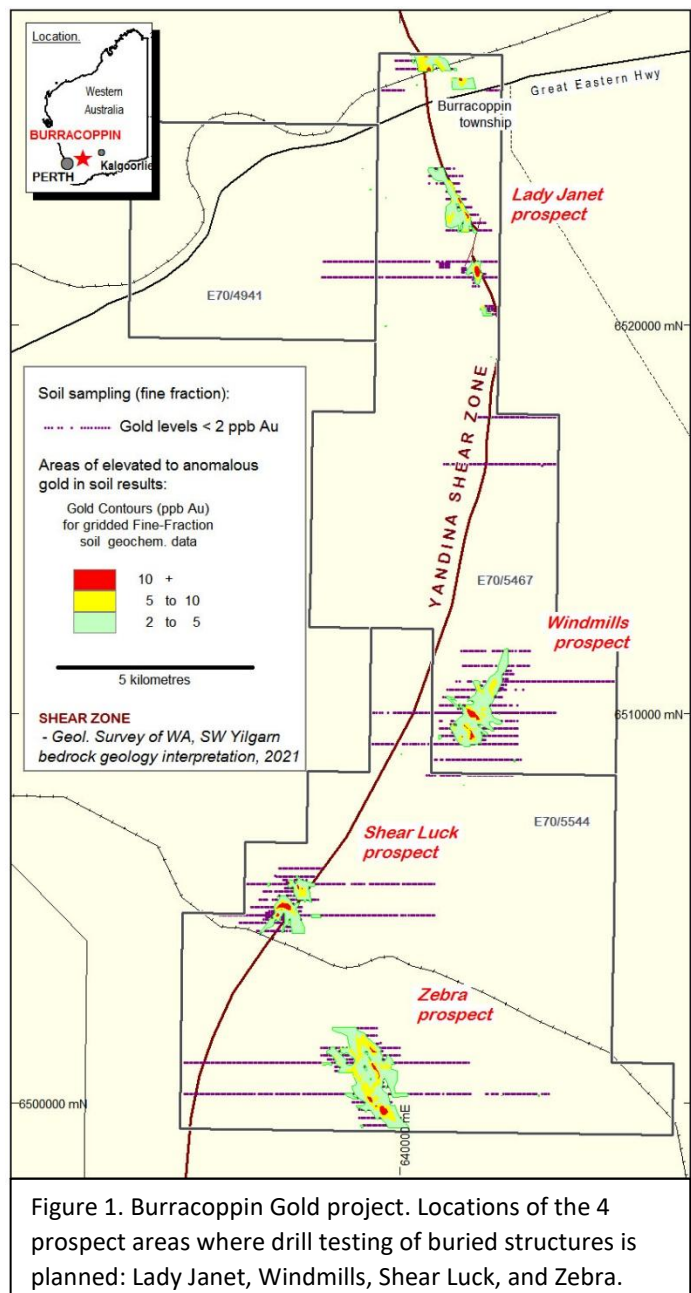 Location.
Western
Australia
BURRACOPPIN
Kalgoorlie
PERTH
Great Eastern Hwy
Burracoppin
township
Lady Janet
prospect
E70/4941
6520000 mN
Soil sampling (fine fraction):
Gold levels < 2 ppb Au
Areas of elevated to anomalous
gold in soil results:
Gold Contours (ppb Au)
for gridded Fine-Fraction
soil geochem. data
10 +
5 to 10
2 to 5
5 kilometres
SHEAR ZONE
- Geol. Survey of WA, SW Yilgarn
bedrock geology interpretation, 2021
YANDINA SHEAR ZONE
E70/5467
Windmills
prospect
6510000 mN
E70/5544
Shear Luck
prospect
Zebra
prospect
6500000 mN
640000 mE
Figure 1. Burracoppin Gold project. Locations of the 4
prospect areas where drill testing of buried structures is
planned: Lady Janet, Windmills, Shear Luck, and Zebra.